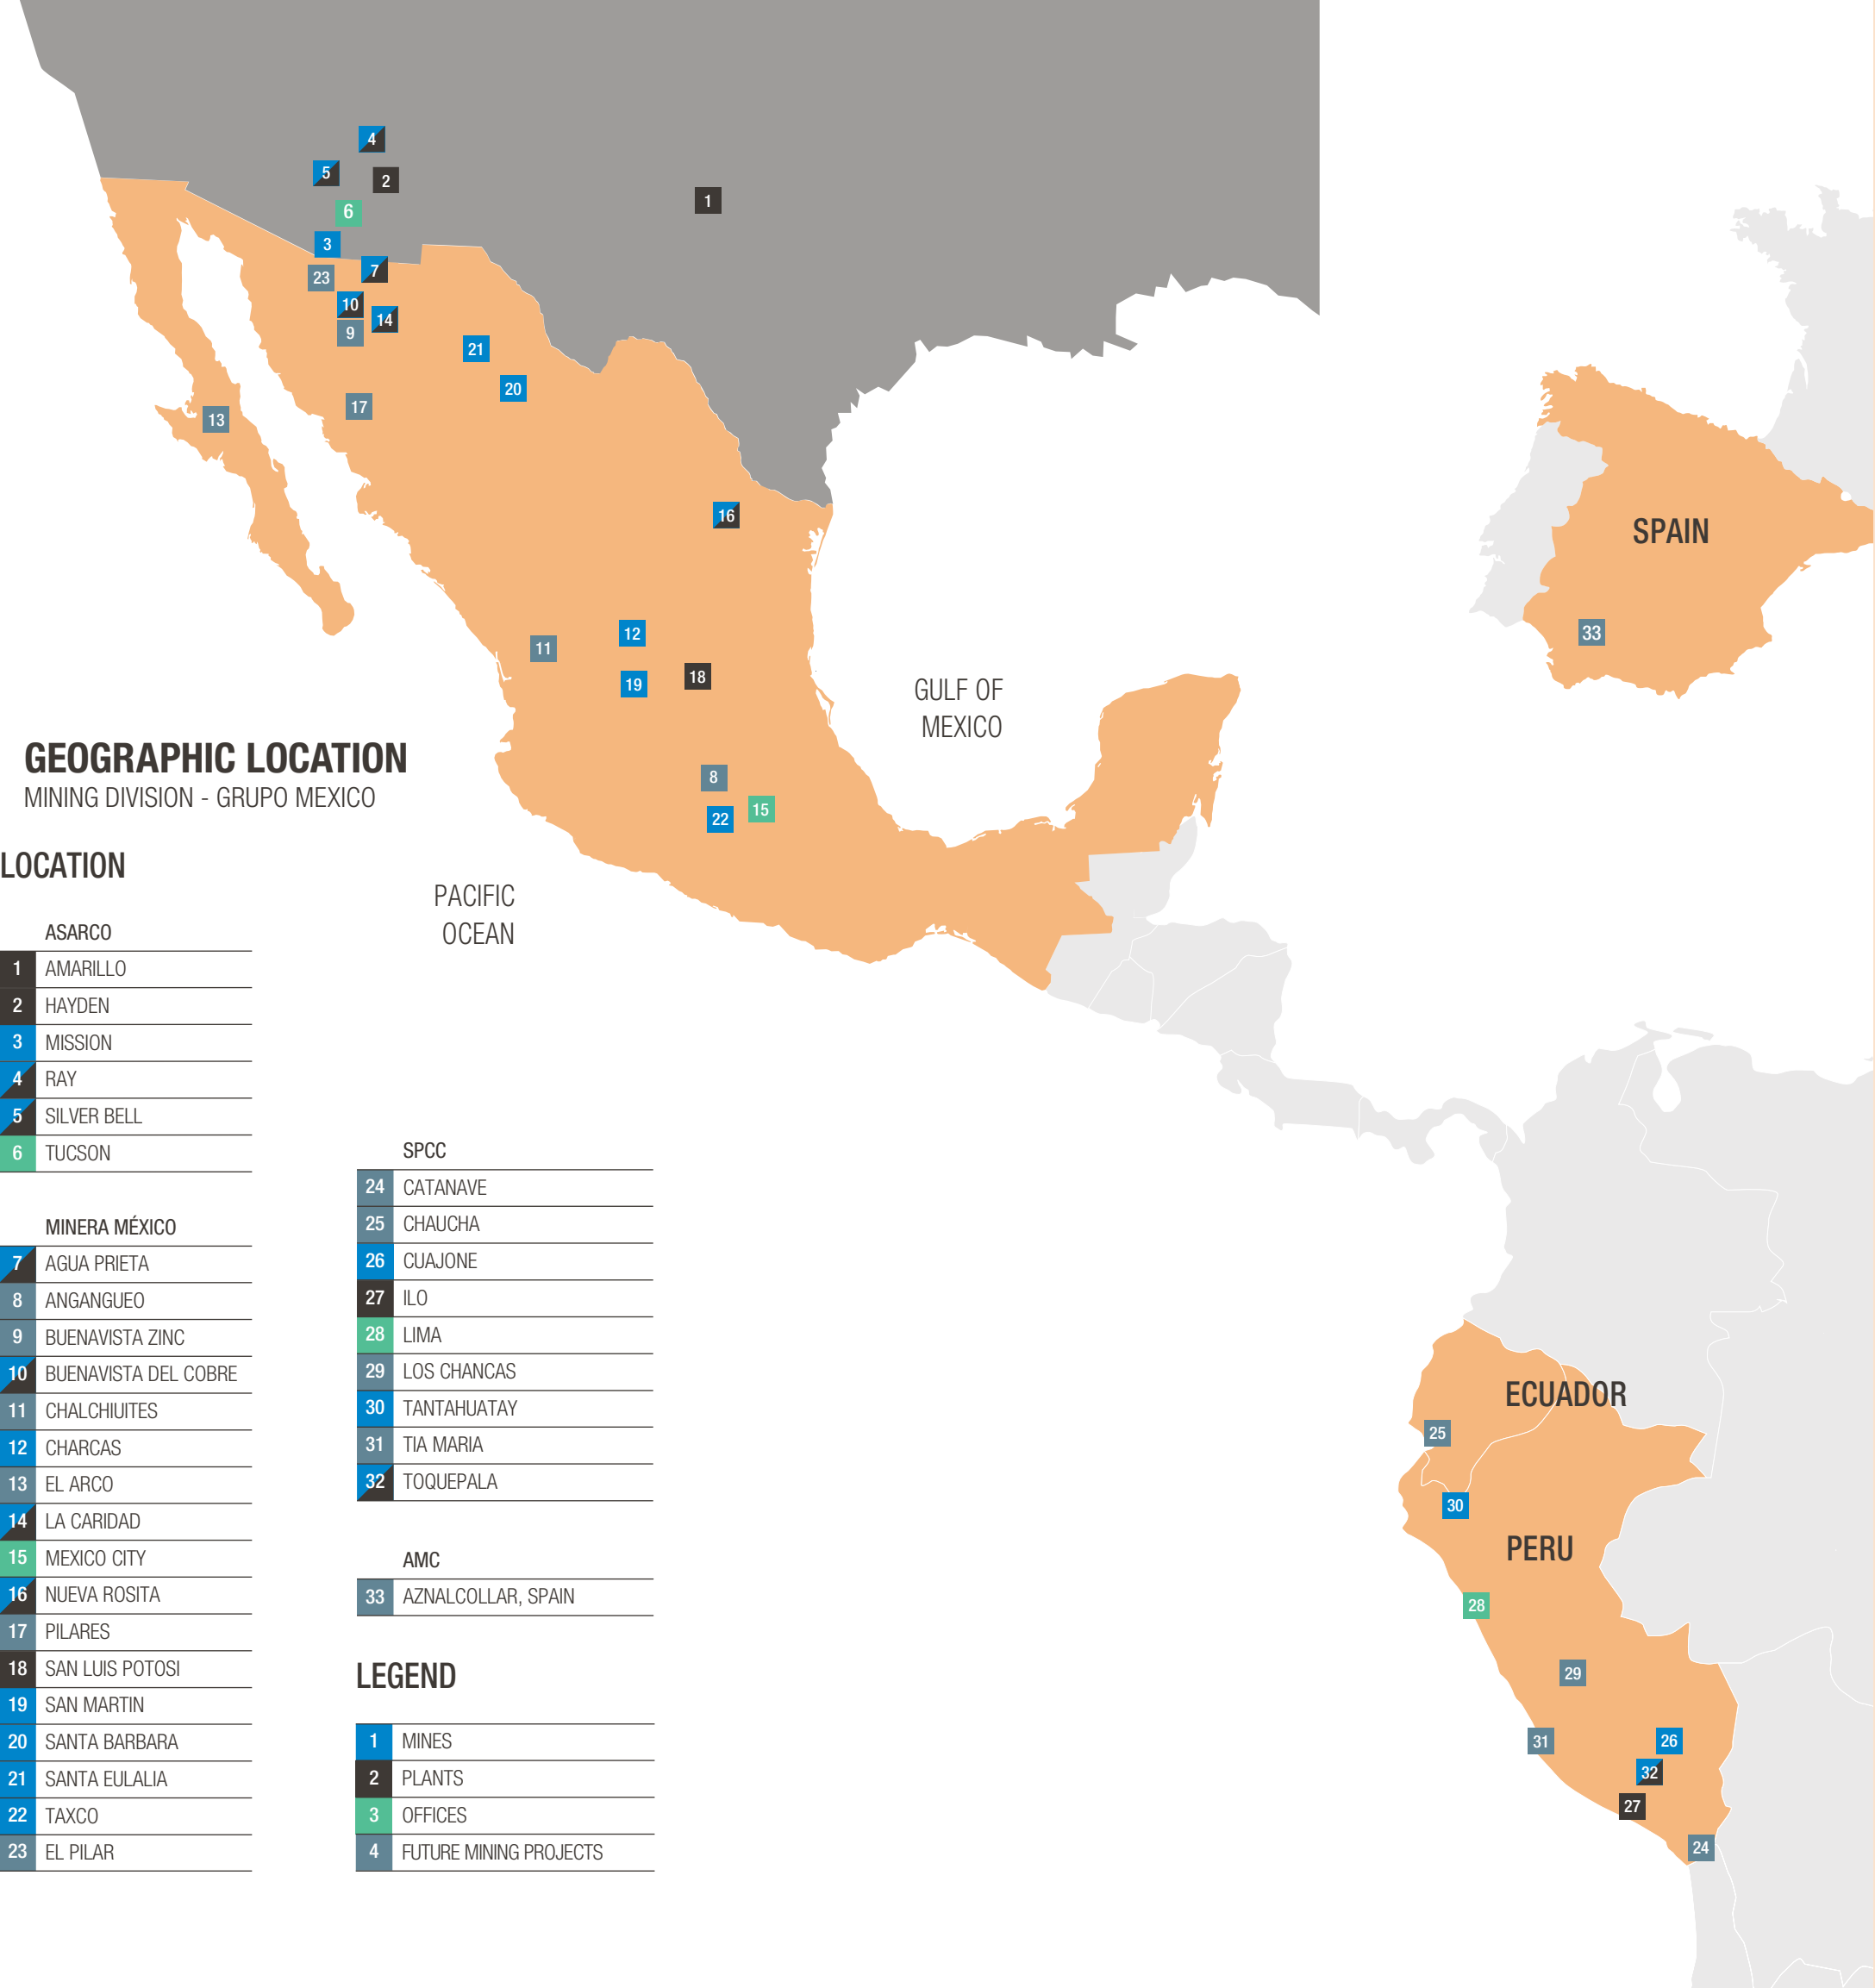 4
5
2
1
6
3
7
23
10
14
9
21
20
17
13
16
SPAIN
12
33
11
18
19
GULF OF
MEXICO
GEOGRAPHIC LOCATION
MINING DIVISION - GRUPO MEXICO
8
15
22
LOCATION
PACIFIC
OCEAN
ASARCO
1 AMARILLO
2 HAYDEN
3 MISSION
4 RAY
5 SILVER BELL
6 TUCSON
MINERA MÉXICO
7 AGUA PRIETA
8 ANGANGUEO
9 BUENAVISTA ZINC
10 BUENAVISTA DEL COBRE
11 CHALCHIUITES
12 CHARCAS
13 EL ARCO
14 LA CARIDAD
15 MEXICO CITY
16 NUEVA ROSITA
17 PILARES
18 SAN LUIS POTOSI
19 SAN MARTIN
20 SANTA BARBARA
21 SANTA EULALIA
22 TAXCO
23 EL PILAR
SPCC
24 CATANAVE
25 CHAUCHA
26 CUAJONE
27 ILO
28 LIMA
29 LOS CHANCAS
30 TANTAHUATAY
31 TIA MARIA
32 TOQUEPALA
AMC
33 AZNALCOLLAR, SPAIN
LEGEND
1 MINES
2 PLANTS
3 OFFICES
4 FUTURE MINING PROJECTS
ECUADOR
25
30
PERU
28
29
31
26
32
27
24